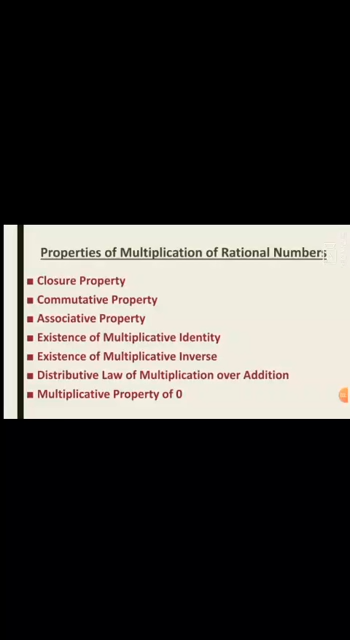 Properties of Multiplication of Rational Numbers
■ Closure Property
■ Commutative Property
■ Associative Property
■ Existence of Multiplicative Identity
■ Existence of Multiplicative Inverse
■ Distributive Law of Multiplication over Addition
■ Multiplicative Property of 0